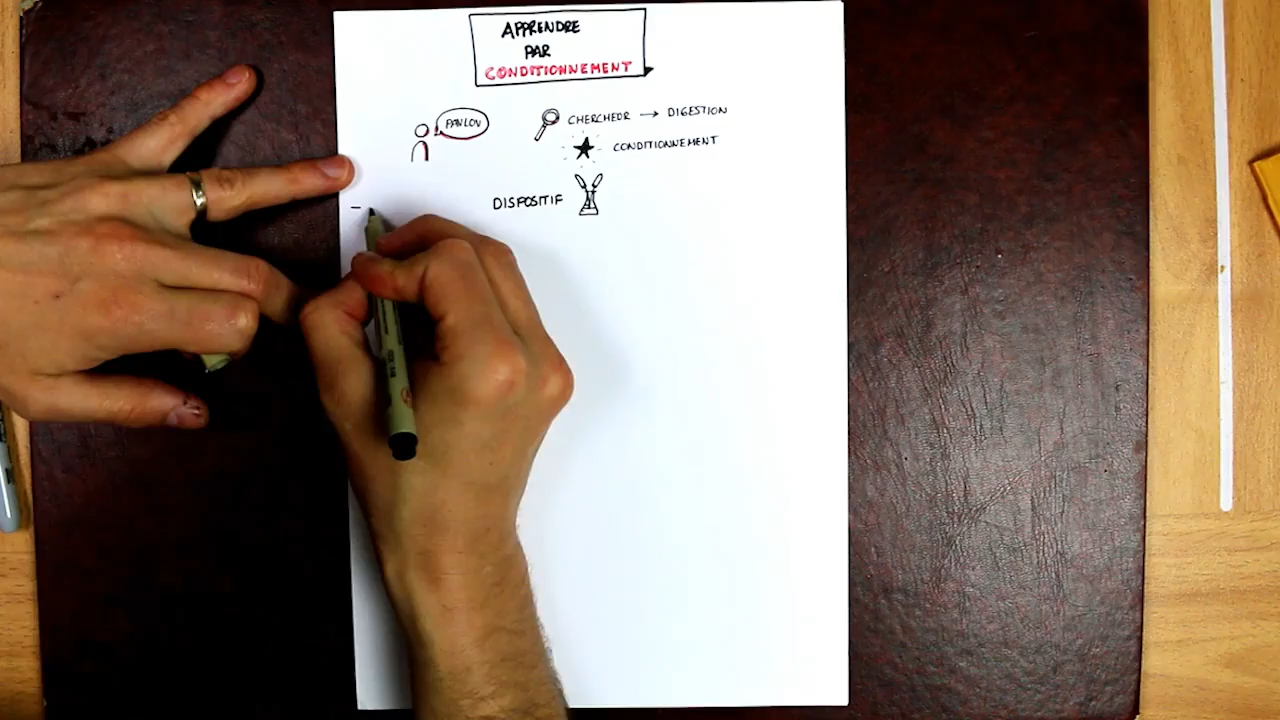 APPRENDRE
PAR
CONDITIONNEMENT
PAVLOV
CHERCHEUR → DIGESTION
CONDITIONNEMENT
DISPOSITIF